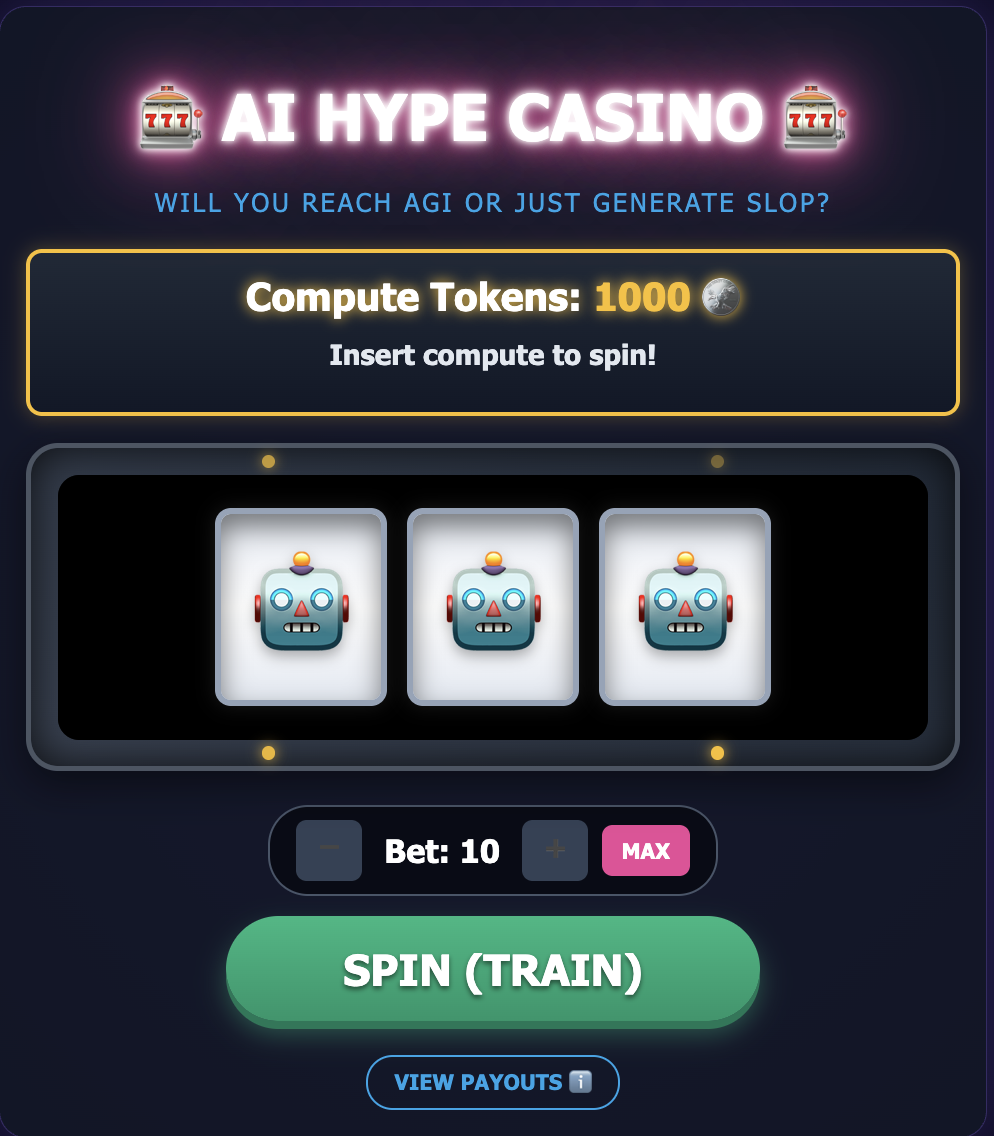 AI HYPE CASINO
WILL YOU REACH AGI OR JUST GENERATE SLOP?
Compute Tokens: 1000
Insert compute to spin!
− Bet: 10 + MAX
SPIN (TRAIN)
VIEW PAYOUTS ℹ️